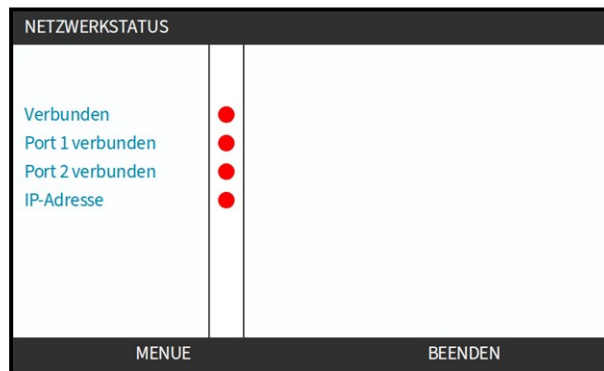 NETZWERKSTATUS
Verbunden
Port 1 verbunden
Port 2 verbunden
IP-Adresse
MENUE BEENDEN